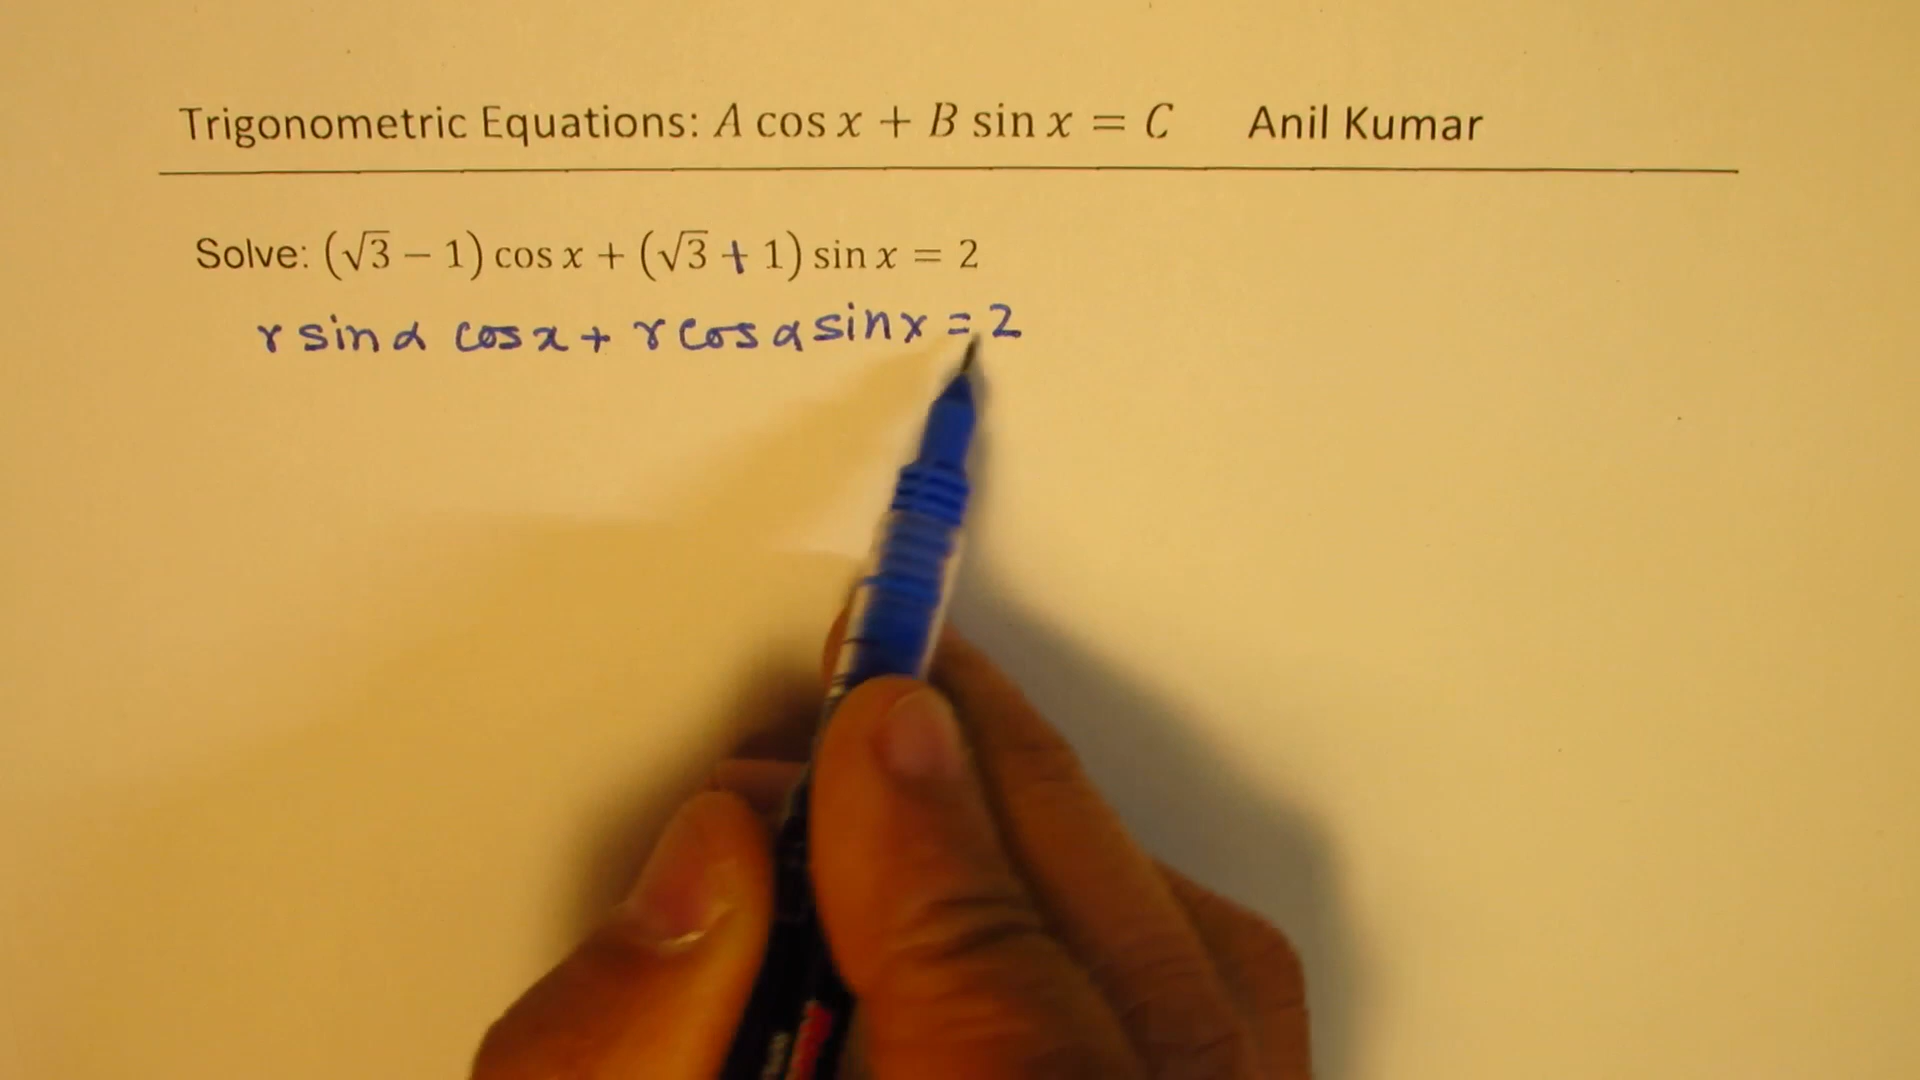 Trigonometric Equations: A cos x + B sin x = C Anil Kumar
Solve: (√3 − 1) cos x + (√3 + 1) sin x = 2
r sin α cos x + r cos α sin x = 2